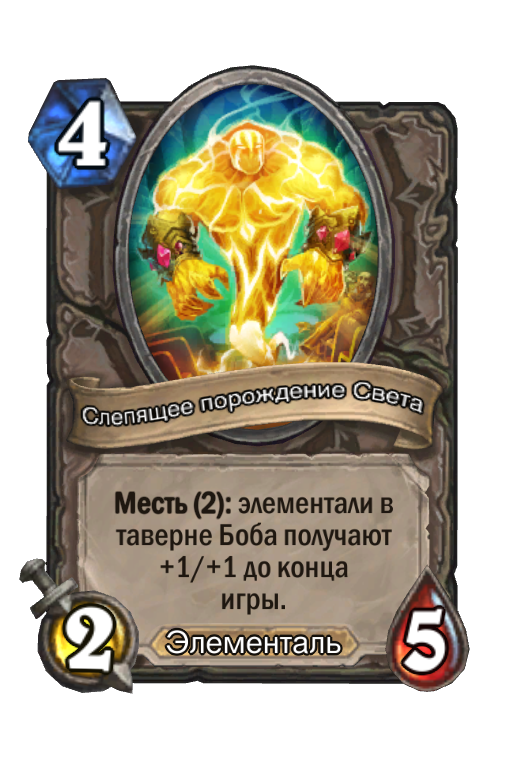 4
Слепящее порождение Света
Месть (2): элементали в
таверне Боба получают
+1/+1 до конца
игры.
2
Элементаль
5